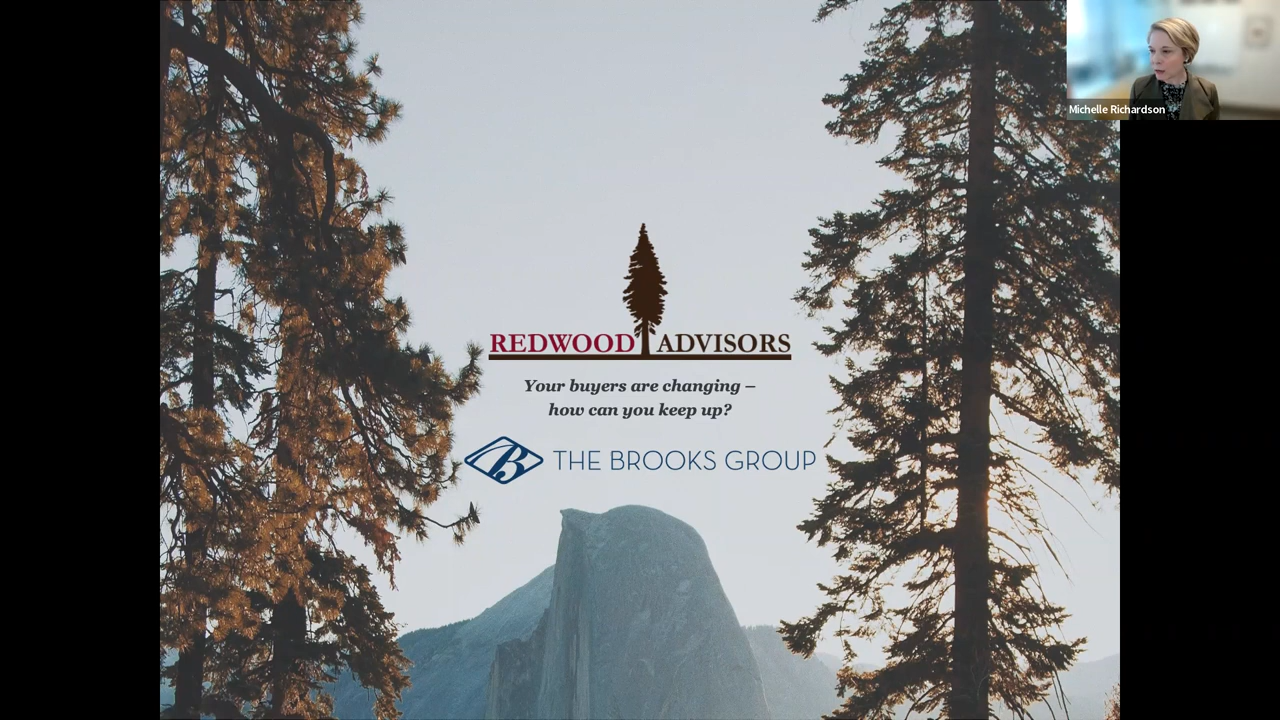 Michelle Richardson
REDWOOD ADVISORS
Your buyers are changing –
how can you keep up?
B THE BROOKS GROUP